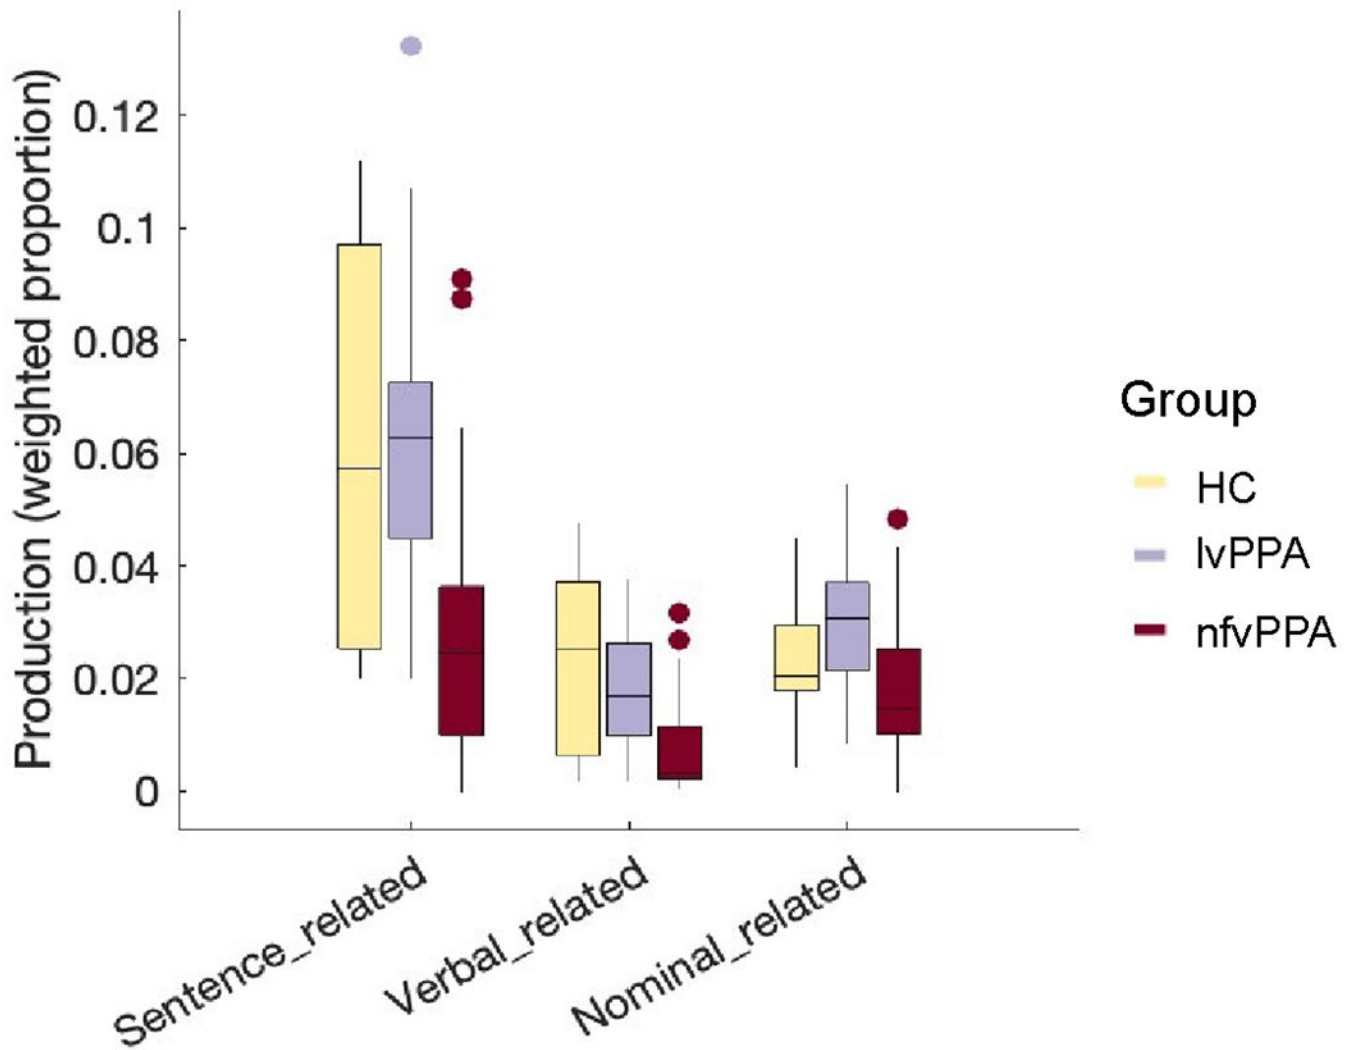 Production (weighted proportion)
0.12
0.1
0.08
0.06
0.04
0.02
0
Sentence_related
Verbal_related
Nominal_related
Group
HC
lvPPA
nfvPPA